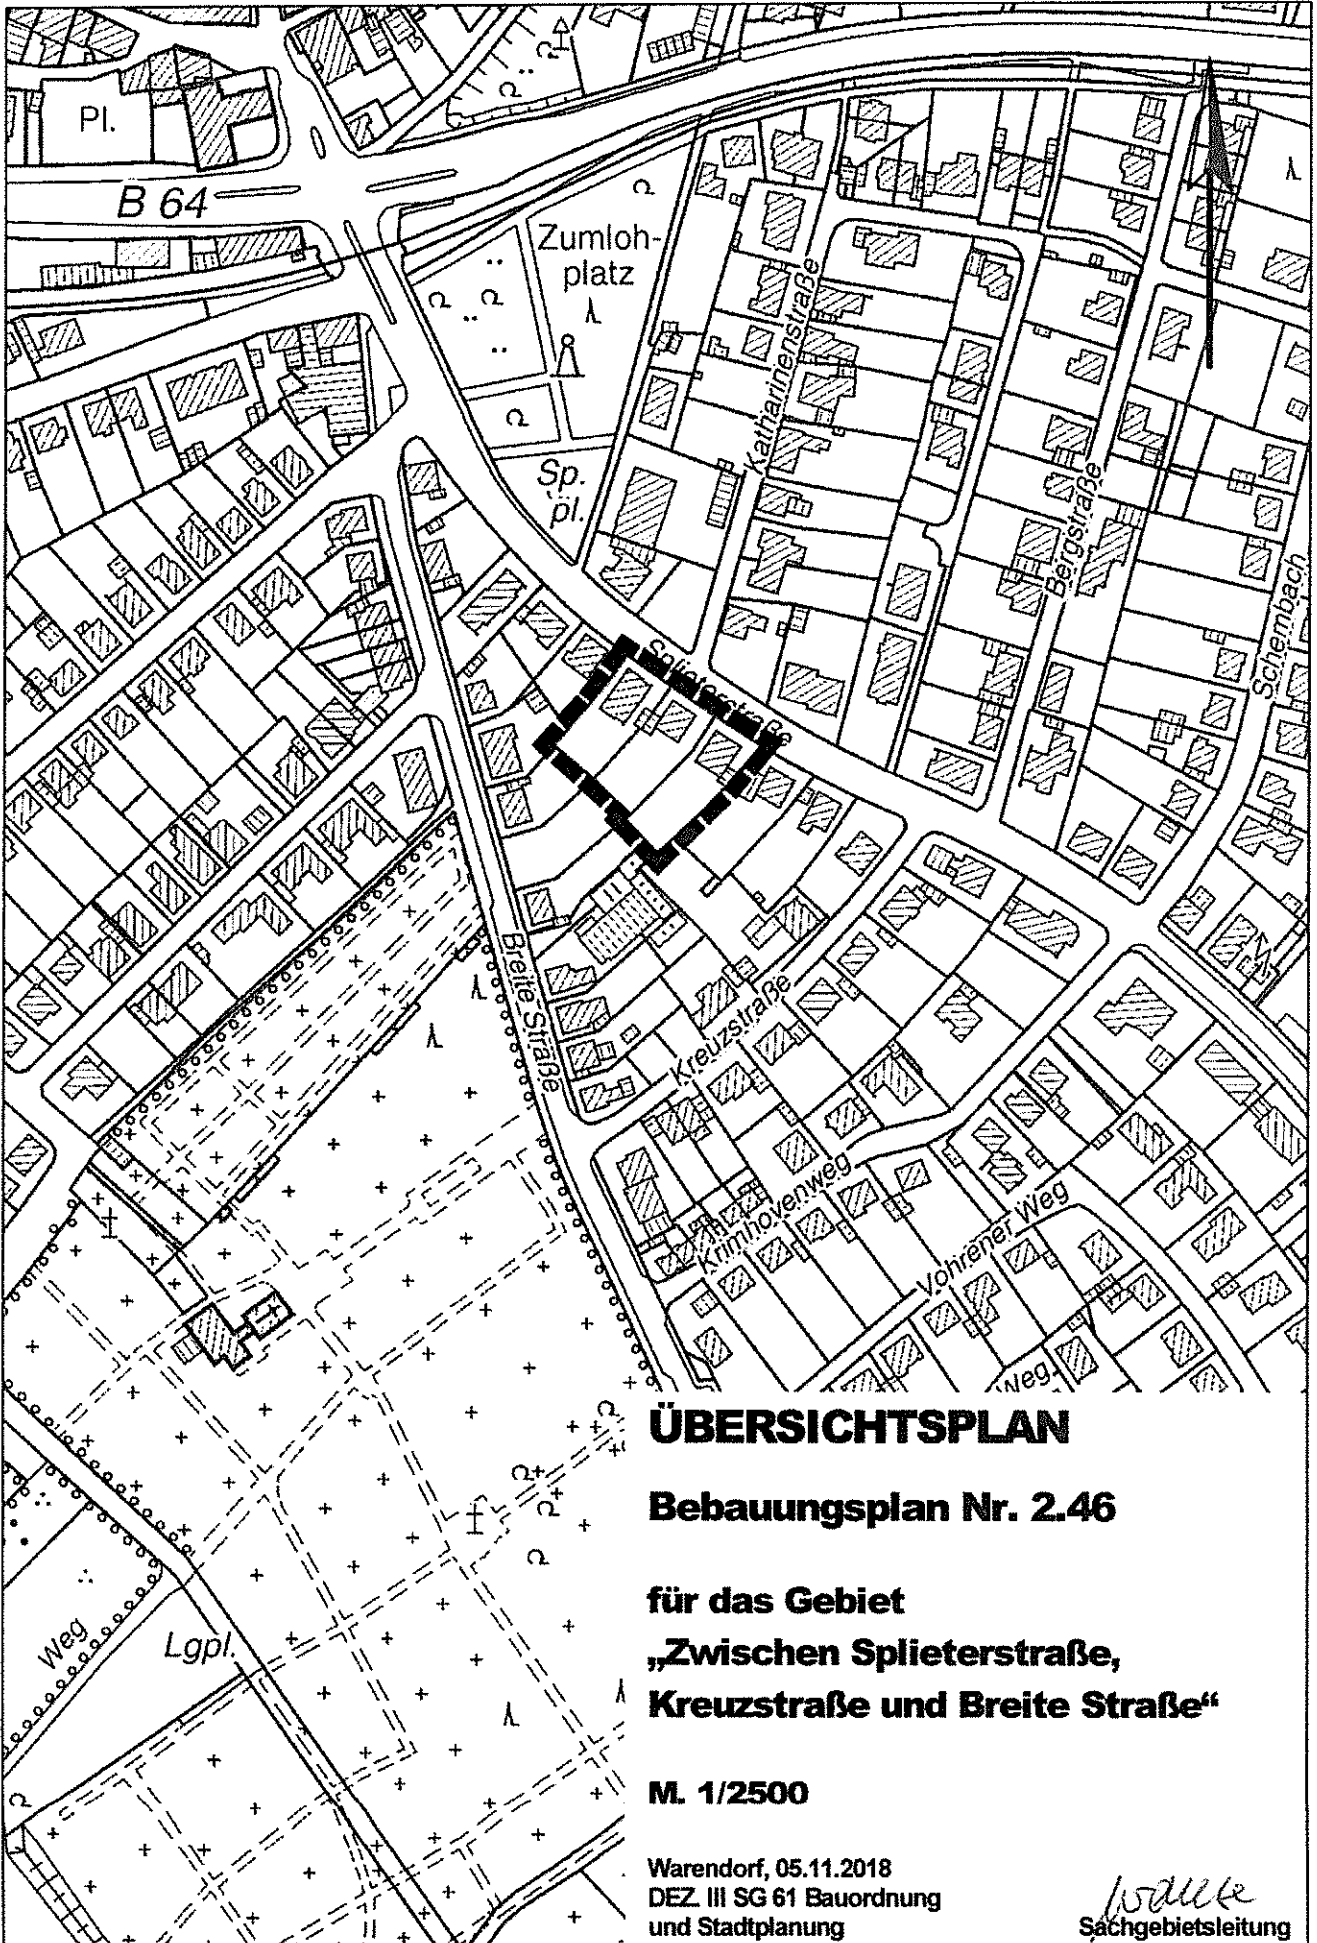 Pl.
B 64
Zumloh-
platz
Sp.
pl.
Katharinenstraße
Bergstraße
Schembach
Splieterstraße
Breite Straße
Kreuzstraße
Krimhovenweg
Vohrener Weg
Weg
Weg
Lgpl.
ÜBERSICHTSPLAN
Bebauungsplan Nr. 2.46
für das Gebiet
„Zwischen Splieterstraße,
Kreuzstraße und Breite Straße“
M. 1/2500
Warendorf, 05.11.2018
DEZ. III SG 61 Bauordnung
und Stadtplanung
Sachgebietsleitung